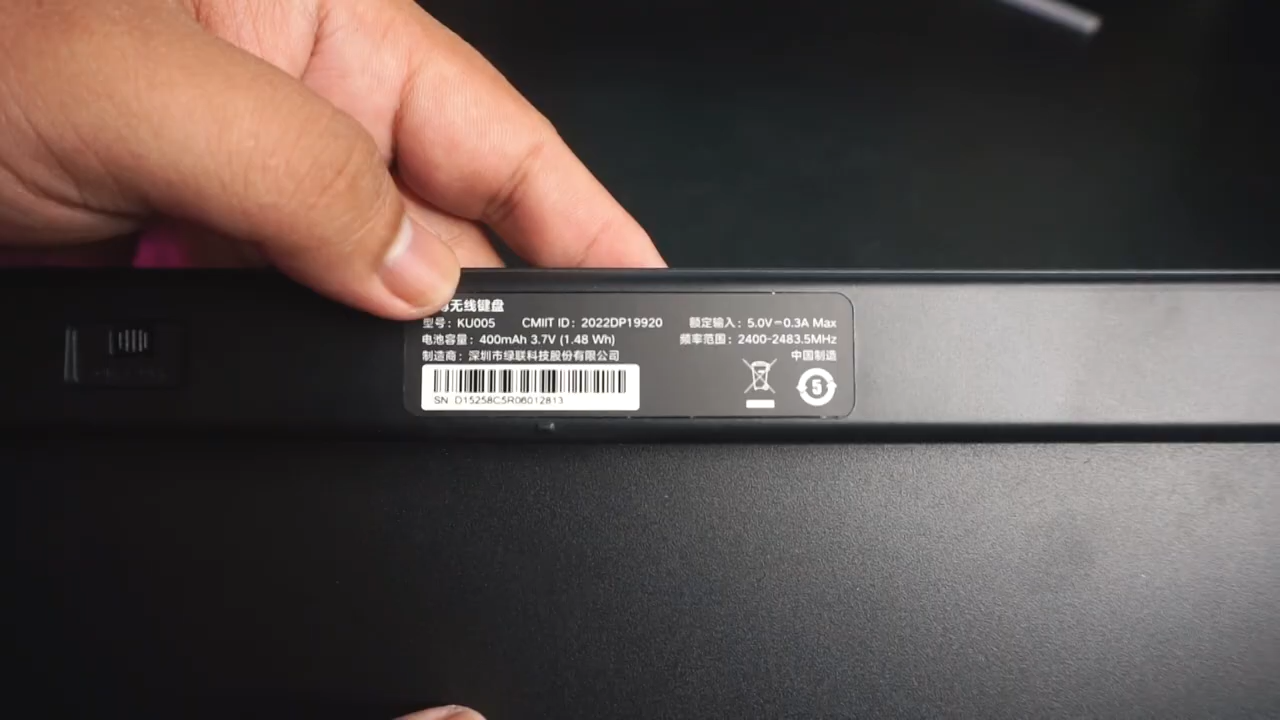 无线键盘
型号：KU005 CMIIT ID：2022DP19920 额定输入：5.0V⎓0.3A Max
电池容量：400mAh 3.7V (1.48 Wh) 频率范围：2400-2483.5MHz
制造商：深圳市绿联科技股份有限公司 中国制造
SN D15258C5R06012813
5